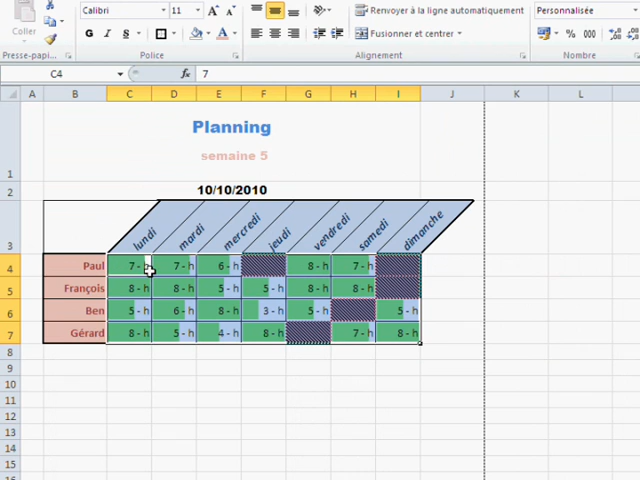 Calibri 11
Renvoyer à la ligne automatiquement
Personnalisée
Coller
G I S
Fusionner et centrer
% 000
Presse-papi...
Police
Alignement
Nombre
C4 fx 7
A B C D E F G H I J K L
Planning
semaine 5
1
2 10/10/2010
3 lundi mardi mercredi jeudi vendredi samedi dimanche
4 Paul 7 - h 7 - h 6 - h 8 - h 7 - h
5 François 8 - h 8 - h 5 - h 5 - h 8 - h 8 - h
6 Ben 5 - h 6 - h 8 - h 3 - h 5 - h 5 - h
7 Gérard 8 - h 5 - h 4 - h 8 - h 7 - h 8 - h
8
9
10
11
12
13
14
15